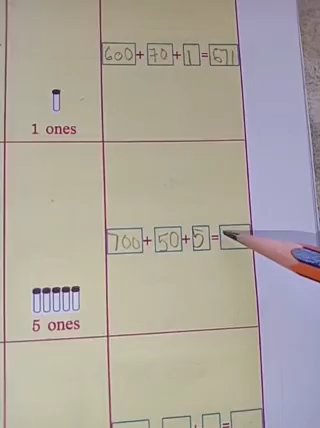 600 + 70 + 1 = 671
1 ones
700 + 50 + 5 =
5 ones
+ =